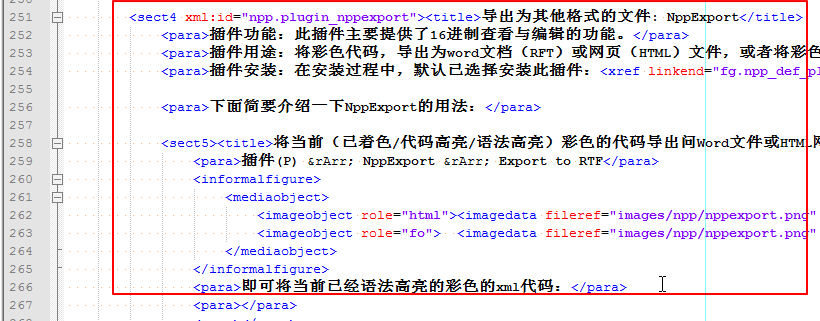 251 <sect4 xml:id="npp.plugin_nppexport"><title>导出为其他格式的文件: NppExport</title>
252 <para>插件功能：此插件主要提供了16进制查看与编辑的功能。</para>
253 <para>插件用途：将彩色代码，导出为word文档（RFT）或网页（HTML）文件，或者将彩色
254 <para>插件安装：在安装过程中，默认已选择安装此插件：<xref linkend="fg.npp_def_pl
255
256 <para>下面简要介绍一下NppExport的用法：</para>
257
258 <sect5><title>将当前（已着色/代码高亮/语法高亮）彩色的代码导出问Word文件或HTML网
259 <para>插件(P) &rArr; NppExport &rArr; Export to RTF</para>
260 <informalfigure>
261 <mediaobject>
262 <imageobject role="html"><imagedata fileref="images/npp/nppexport.png"
263 <imageobject role="fo"> <imagedata fileref="images/npp/nppexport.png"
264 </mediaobject>
265 </informalfigure>
266 <para>即可将当前已经语法高亮的彩色的xml代码：</para>
267 <para></para>